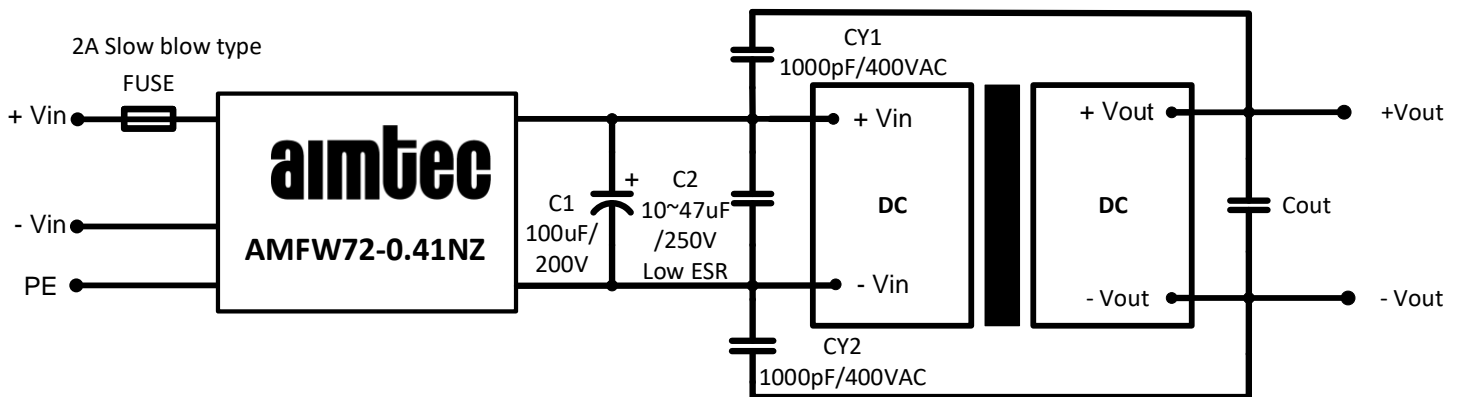 2A Slow blow type
FUSE
+ Vin
- Vin
PE
aimtec
AMFW72-0.41NZ
C1
100uF/
200V
+
C2
10~47uF
/250V
Low ESR
CY1
1000pF/400VAC
+ Vin
DC
- Vin
CY2
1000pF/400VAC
+ Vout
DC
- Vout
Cout
+Vout
- Vout